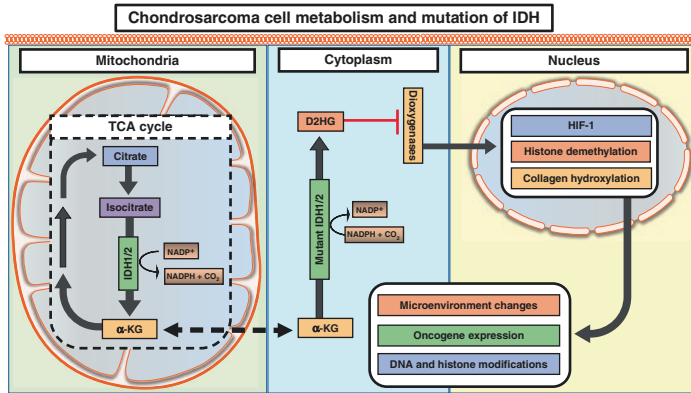 Chondrosarcoma cell metabolism and mutation of IDH
Mitochondria
Cytoplasm
Nucleus
TCA cycle
Citrate
Isocitrate
IDH1/2
NADP⁺
NADPH + CO₂
α-KG
D2HG
Dioxygenases
Mutant IDH1/2
NADP⁺
NADPH + CO₂
α-KG
HIF-1
Histone demethylation
Collagen hydroxylation
Microenvironment changes
Oncogene expression
DNA and histone modifications